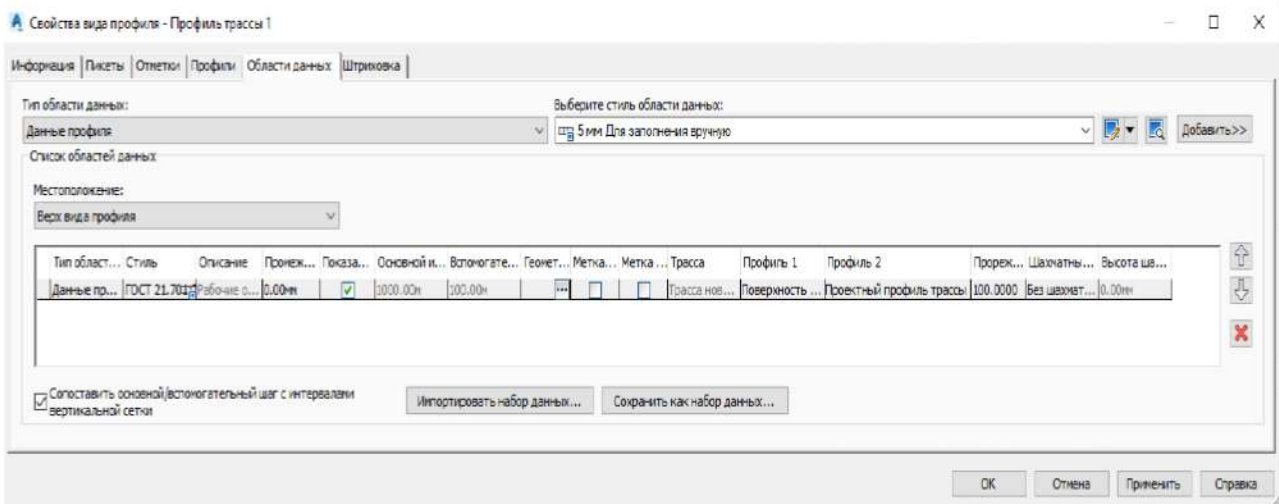 Свойства вида профиля - Профиль трассы 1
Информация Пикеты Отметки Профили Области данных Штриховка
Тип области данных: Выберите стиль области данных:
Данные профиля 5 мм Для заполнения вручную Добавить>>
Список областей данных
Местоположение:
Верх вида профиля
Тип област... Стиль Описание Промеж... Показа... Основной и... Вспомогате... Геомет... Метка... Метка ... Трасса Профиль 1 Профиль 2 Прореж... Шахматны... Высота ша...
Данные пр... ГОСТ 21.701 Рабочие о... 0.00мм 1000.00м 100.00м ... Трасса нов... Поверхность ... Проектный профиль трассы 100.0000 Без шахмат... 0.00мм
Сопоставить основной/вспомогательный шаг с интервалами
вертикальной сетки
Импортировать набор данных... Сохранить как набор данных...
OK Отмена Применить Справка